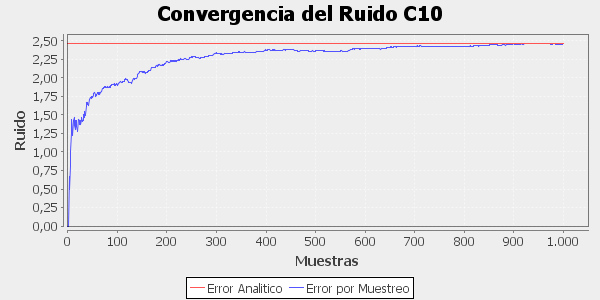 Convergencia del Ruido C10
Ruido
2,50
2,25
2,00
1,75
1,50
1,25
1,00
0,75
0,50
0,25
0,00
0 100 200 300 400 500 600 700 800 900 1.000
Muestras
Error Analitico Error por Muestreo